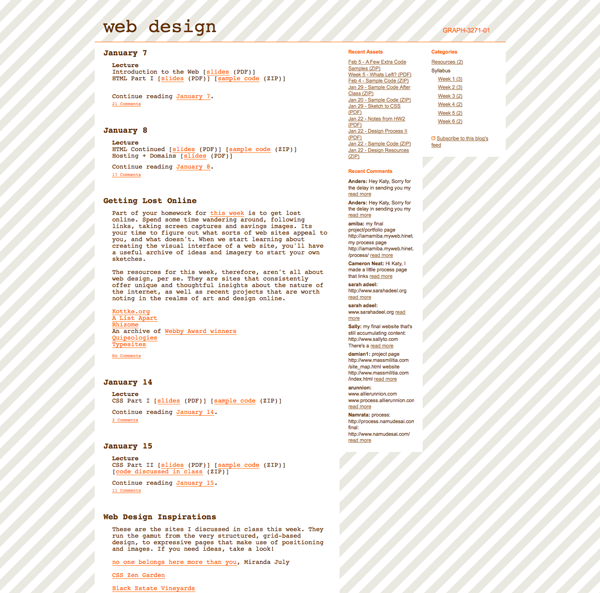 web design
GRAPH-3271-01
January 7
Lecture
Introduction to the Web [slides (PDF)]
HTML Part I [slides (PDF)] [sample code (ZIP)]
Continue reading January 7.
21 Comments
January 8
Lecture
HTML Continued [slides (PDF)] [sample code (ZIP)]
Hosting + Domains [slides (PDF)]
Continue reading January 8.
17 Comments
Getting Lost Online
Part of your homework for this week is to get lost
online. Spend some time wandering around, following
links, taking screen captures and savings images. Its
your time to figure out what sorts of web sites appeal to
you, and what doesn't. When we start learning about
creating the visual interface of a web site, you'll have
a useful archive of ideas and imagery to start your own
sketches.
The resources for this week, therefore, aren't all about
web design, per se. They are sites that consistently
offer unique and thoughtful insights about the nature of
the internet, as well as recent projects that are worth
noting in the realms of art and design online.
Kottke.org
A List Apart
Rhizome
An archive of Webby Award winners
Quipsologies
Typesites
No Comments
January 14
Lecture
CSS Part I [slides (PDF)] [sample code (ZIP)]
Continue reading January 14.
2 Comments
January 15
Lecture
CSS Part II [slides (PDF)] [sample code (ZIP)]
[code discussed in class (ZIP)]
Continue reading January 15.
11 Comments
Web Design Inspirations
These are the sites I discussed in class this week. They
run the gamut from the very structured, grid-based
design, to expressive pages that make use of positioning
and images. If you need ideas, take a look!
no one belongs here more than you, Miranda July
CSS Zen Garden
Black Estate Vineyards
Recent Assets
Feb 5 - A Few Extra Code
Samples (ZIP)
Week 5 - Whats Left? (PDF)
Feb 4 - Sample Code (ZIP)
Jan 29 - Sample Code After
Class (ZIP)
Jan 20 - Sample Code (ZIP)
Jan 29 - Sketch to CSS
(PDF)
Jan 22 - Notes from HW2
(PDF)
Jan 22 - Design Process II
(PDF)
Jan 22 - Sample Code (ZIP)
Jan 22 - Design Resources
(ZIP)
Recent Comments
Anders: Hey Katy, Sorry for
the delay in sending you my
read more
Anders: Hey Katy, Sorry for
the delay in sending you my
read more
amiba: my final
project/portfolio page
http://iamamiba.myweb.hinet.
my process page
http://iamamiba.myweb.hinet.
/process/ read more
Cameron Neat: Hi Katy, I
made a little process page
that links read more
sarah adeel:
http://www.sarahadeel.org
read more
sarah adeel:
www.sarahadeel.org read
more
Sally: my final website that's
still accumulating content:
http://www.sallyto.com
There's a read more
damian1: project page
http://www.massmilitia.com
/site_map.html website
http://www.massmilitia.com
/index.html read more
arunnion:
www.allierunnion.com
www.process.allierunnion.cor
read more
Namrata: process:
http://process.namudesai.com
final:
http://www.namudesai.com/
read more
Categories
Resources (2)
Syllabus
Week 1 (3)
Week 2 (3)
Week 3 (2)
Week 4 (2)
Week 5 (2)
Week 6 (2)
Subscribe to this blog's
feed